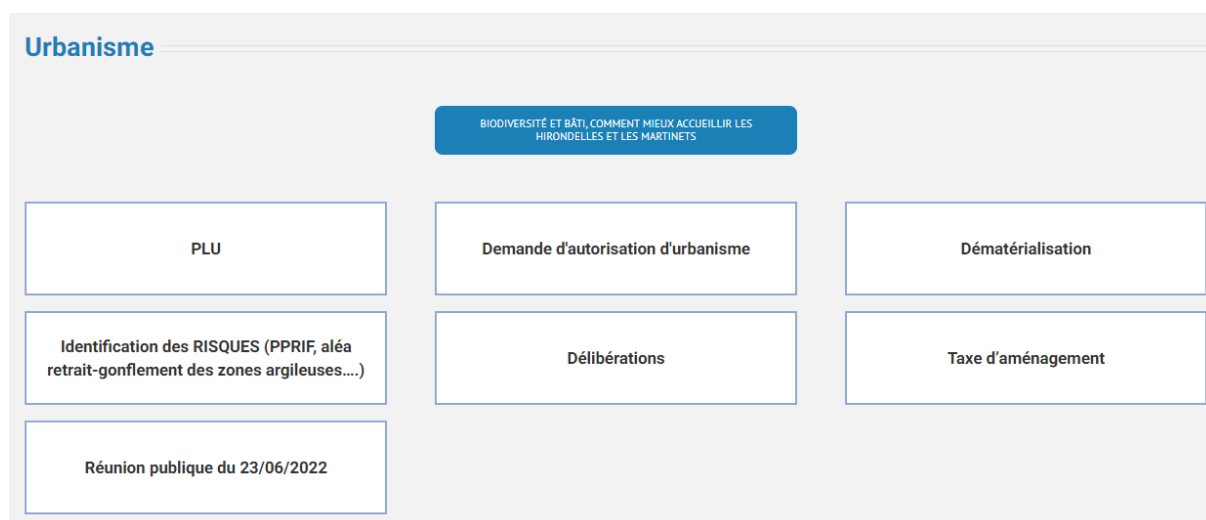 Urbanisme
BIODIVERSITÉ ET BÂTI, COMMENT MIEUX ACCUEILLIR LES
HIRONDELLES ET LES MARTINETS
PLU
Demande d'autorisation d'urbanisme
Dématérialisation
Identification des RISQUES (PPRIF, aléa
retrait-gonflement des zones argileuses....)
Délibérations
Taxe d’aménagement
Réunion publique du 23/06/2022